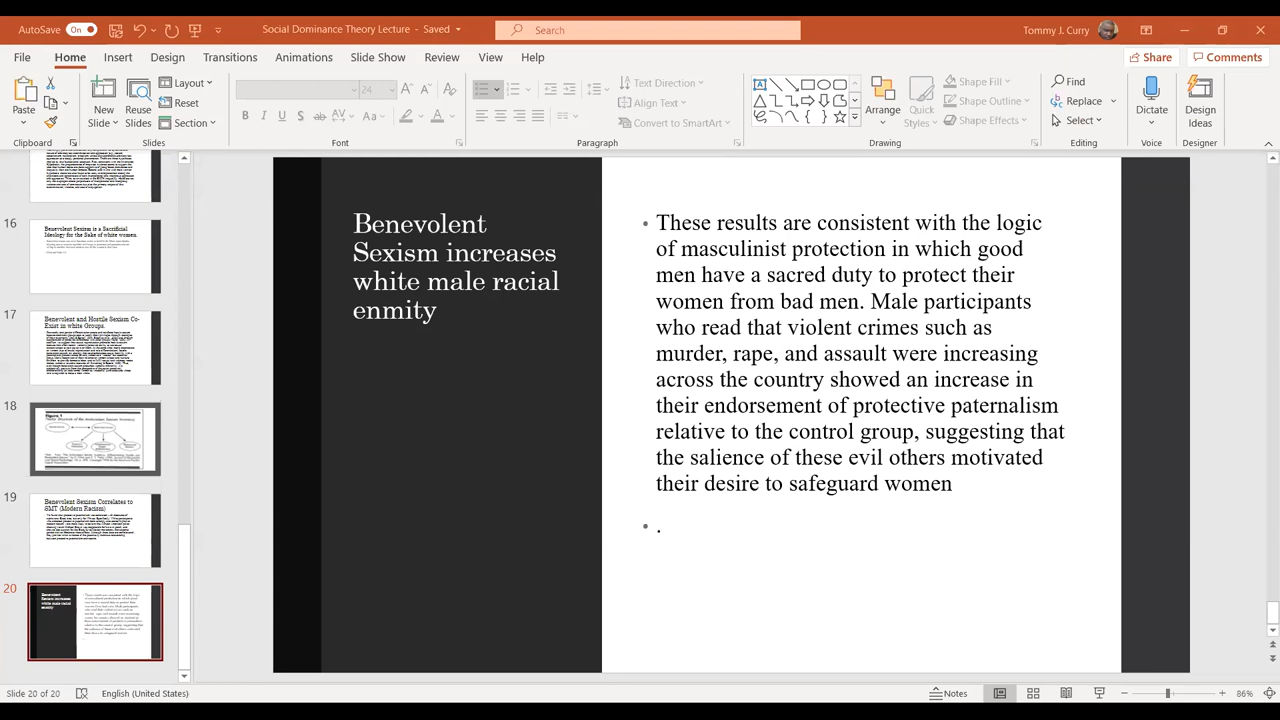 AutoSave On
Social Dominance Theory Lecture - Saved
Search
Tommy J. Curry
File Home Insert Design Transitions Animations Slide Show Review View Help
Share Comments
Paste
New Slide
Reuse Slides
Layout
Reset
Section
24
B I U S ab AV Aa A
Text Direction
Align Text
Convert to SmartArt
Arrange
Quick Styles
Shape Fill
Shape Outline
Shape Effects
Find
Replace
Select
Dictate
Design Ideas
Clipboard Slides Font Paragraph Drawing Editing Voice Designer
16
Benevolent Sexism is a Sacrificial
Ideology for the Sake of white women.
17
Benevolent and Hostile Sexism Co-
Exist in white Groups.
18
Figure 1
19
Benevolent Sexism Correlates to
SMT (Modern Racism)
20
Benevolent
Sexism increases
white male racial
enmity
Benevolent
Sexism increases
white male racial
enmity
• These results are consistent with the logic
of masculinist protection in which good
men have a sacred duty to protect their
women from bad men. Male participants
who read that violent crimes such as
murder, rape, and assault were increasing
across the country showed an increase in
their endorsement of protective paternalism
relative to the control group, suggesting that
the salience of these evil others motivated
their desire to safeguard women
• .
Slide 20 of 20 English (United States)
Notes
86%